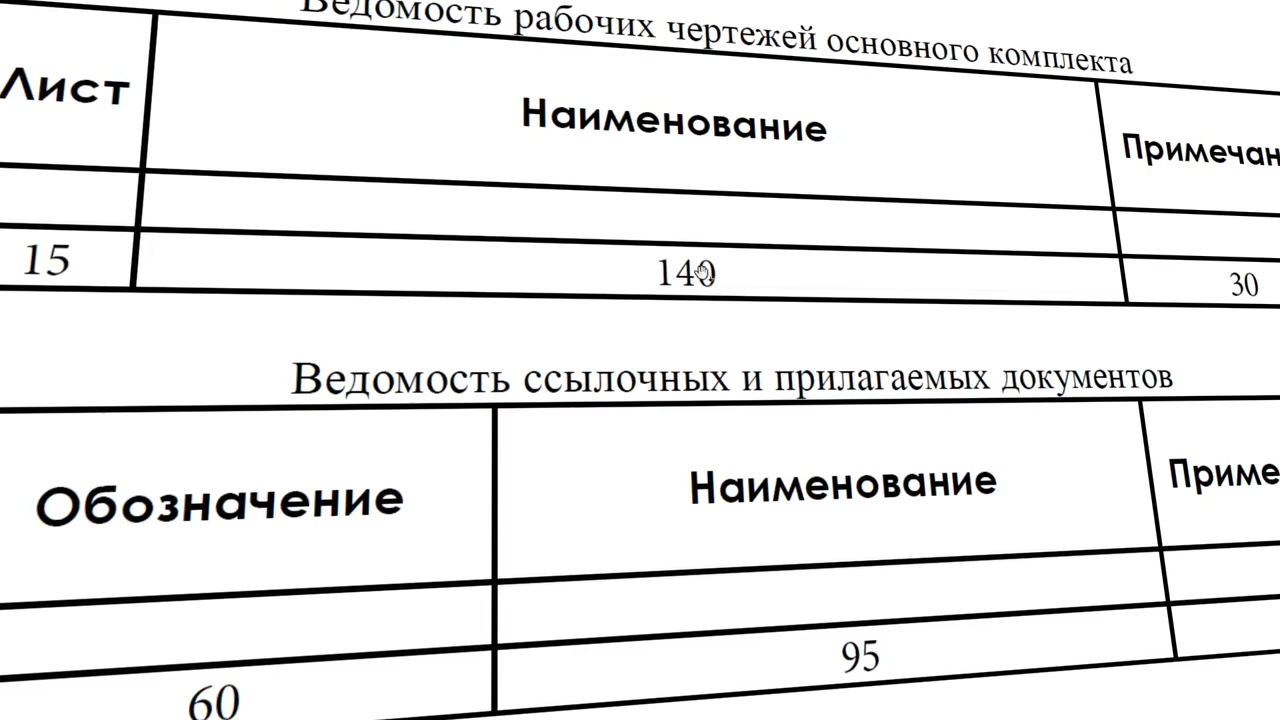 Ведомость рабочих чертежей основного комплекта
Лист Наименование Примечан
15 140 30
Ведомость ссылочных и прилагаемых документов
Обозначение Наименование Приме
60 95